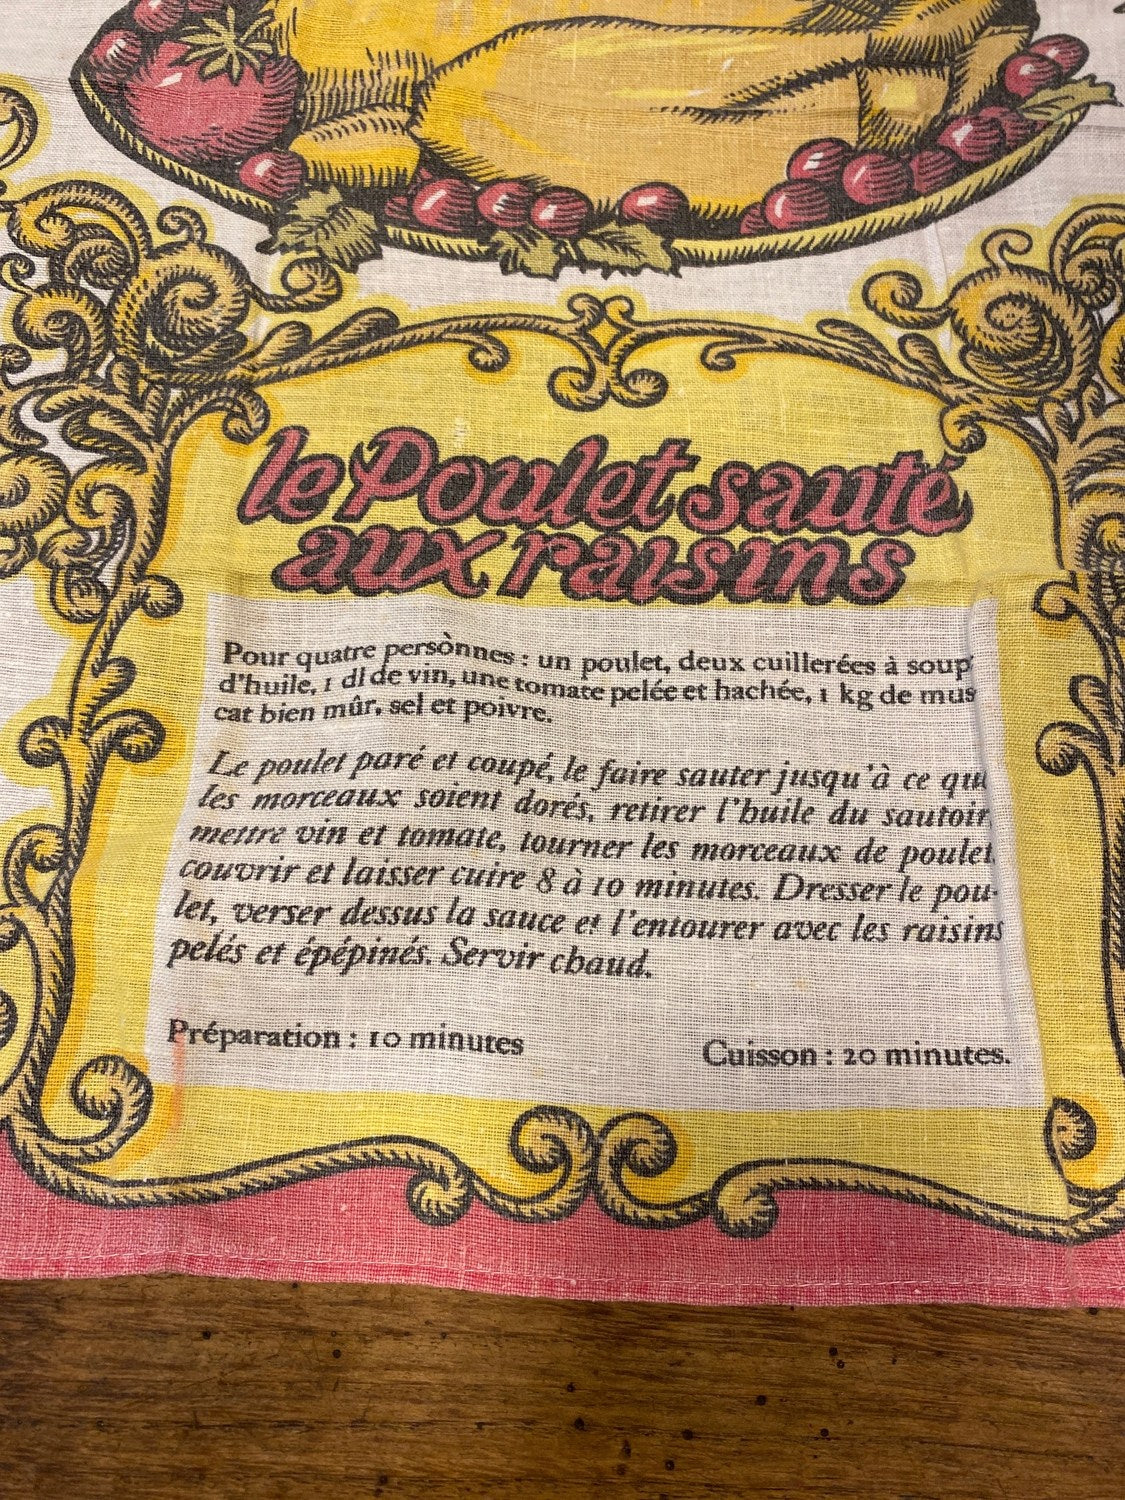 le Poulet sauté
aux raisins
Pour quatre persònnes : un poulet, deux cuillerées à soup
d'huile, 1 dl de vin, une tomate pelée et hachée, 1 kg de mus
cat bien mûr, sel et poivre.
Le poulet paré et coupé, le faire sauter jusqu'à ce que
les morceaux soient dorés, retirer l'huile du sautoir,
mettre vin et tomate, tourner les morceaux de poulet,
couvrir et laisser cuire 8 à 10 minutes. Dresser le pou-
let, verser dessus la sauce et l'entourer avec les raisins
pelés et épépinés. Servir chaud.
Préparation : 10 minutes
Cuisson : 20 minutes.